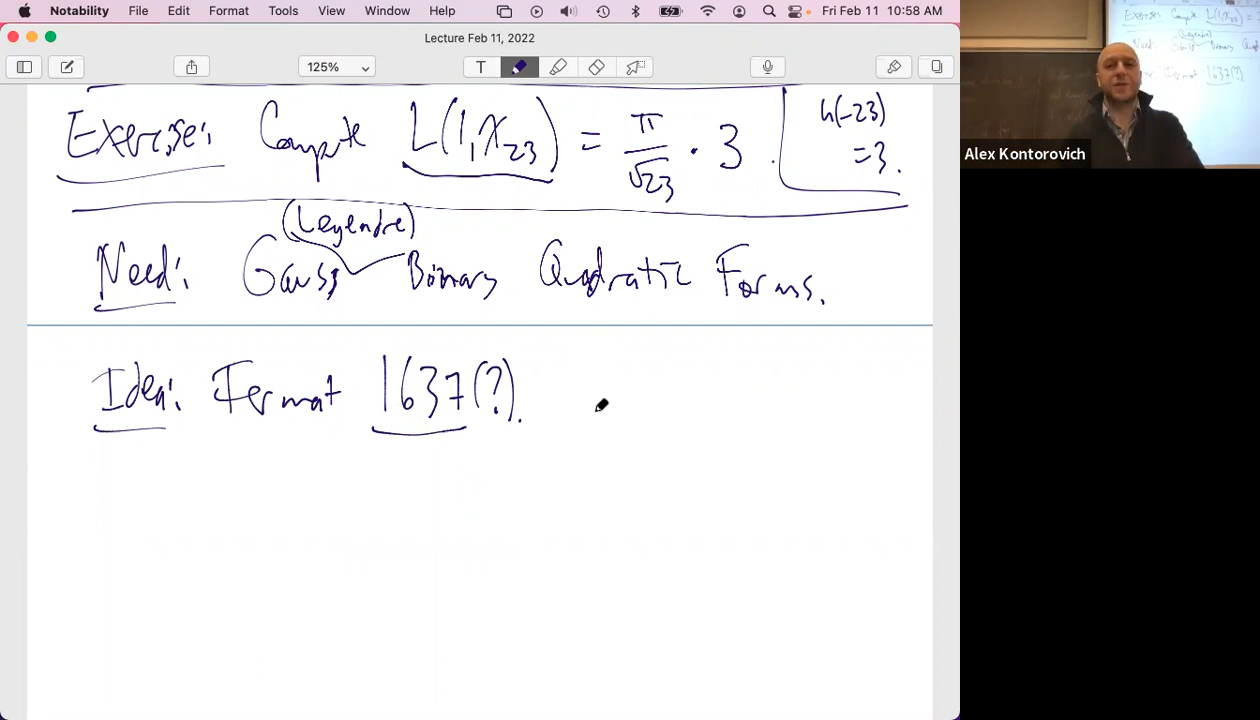 Notability File Edit Format Tools View Window Help Fri Feb 11 10:58 AM
Lecture Feb 11, 2022
125% T
Exercise: Compute L(1,χ_23) = π/√23 · 3. h(-23) = 3.
(Legendre)
Need: Gauss Binary Quadratic Forms.
Idea: Fermat 1637(?).
Alex Kontorovich